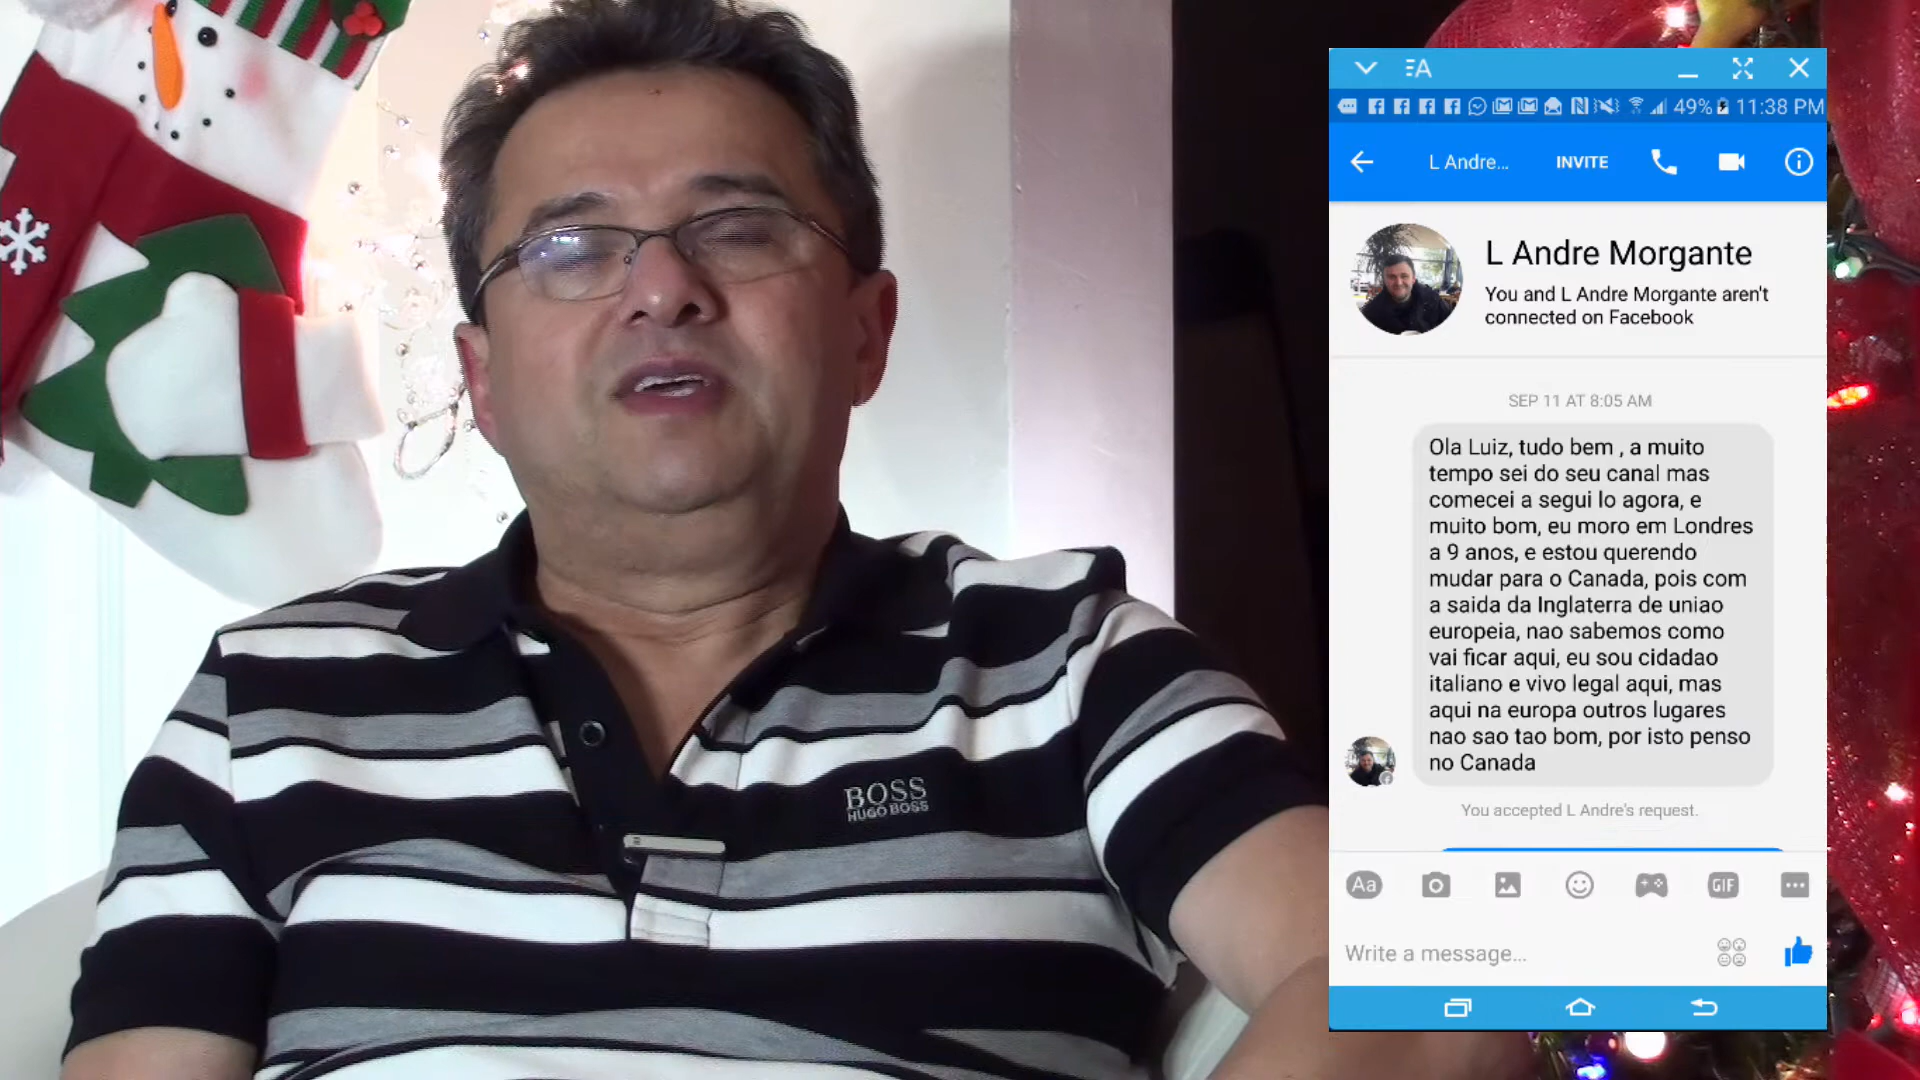 BOSS
HUGO BOSS
49%
11:38 PM
L Andre...
INVITE
L Andre Morgante
You and L Andre Morgante aren't
connected on Facebook
SEP 11 AT 8:05 AM
Ola Luiz, tudo bem , a muito
tempo sei do seu canal mas
comecei a segui lo agora, e
muito bom, eu moro em Londres
a 9 anos, e estou querendo
mudar para o Canada, pois com
a saida da Inglaterra de uniao
europeia, nao sabemos como
vai ficar aqui, eu sou cidadao
italiano e vivo legal aqui, mas
aqui na europa outros lugares
nao sao tao bom, por isto penso
no Canada
You accepted L Andre's request.
Aa
GIF
Write a message...